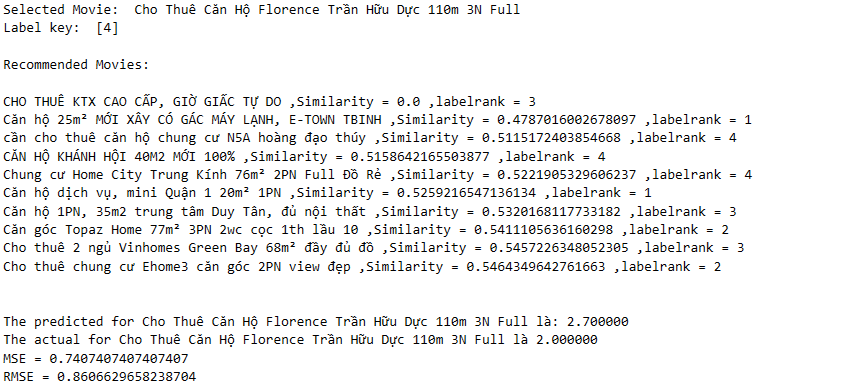 Selected Movie:  Cho Thuê Căn Hộ Florence Trần Hữu Dực 110m 3N Full
Label key:  [4]
Recommended Movies:
CHO THUÊ KTX CAO CẤP, GIỜ GIẤC TỰ DO ,Similarity = 0.0 ,labelrank = 3
Căn hộ 25m² MỚI XÂY CÓ GÁC MÁY LẠNH, E-TOWN TBINH ,Similarity = 0.4787016002678097 ,labelrank = 1
cần cho thuê căn hộ chung cư N5A hoàng đạo thúy ,Similarity = 0.5115172403854668 ,labelrank = 4
CĂN HỘ KHÁNH HỘI 40M2 MỚI 100% ,Similarity = 0.5158642165503877 ,labelrank = 4
Chung cư Home City Trung Kính 76m² 2PN Full Đồ Rẻ ,Similarity = 0.5221905329606237 ,labelrank = 4
Căn hộ dịch vụ, mini Quận 1 20m² 1PN ,Similarity = 0.5259216547136134 ,labelrank = 1
Căn hộ 1PN, 35m2 trung tâm Duy Tân, đủ nội thất ,Similarity = 0.5320168117733182 ,labelrank = 3
Căn góc Topaz Home 77m² 3PN 2wc cọc 1th lầu 10 ,Similarity = 0.5411105636160298 ,labelrank = 2
Cho thuê 2 ngủ Vinhomes Green Bay 68m² đầy đủ đồ ,Similarity = 0.5457226348052305 ,labelrank = 3
Cho thuê chung cư Ehome3 căn góc 2PN view đẹp ,Similarity = 0.5464349642761663 ,labelrank = 2
The predicted for Cho Thuê Căn Hộ Florence Trần Hữu Dực 110m 3N Full là: 2.700000
The actual for Cho Thuê Căn Hộ Florence Trần Hữu Dực 110m 3N Full là 2.000000
MSE = 0.7407407407407407
RMSE = 0.8606629658238704